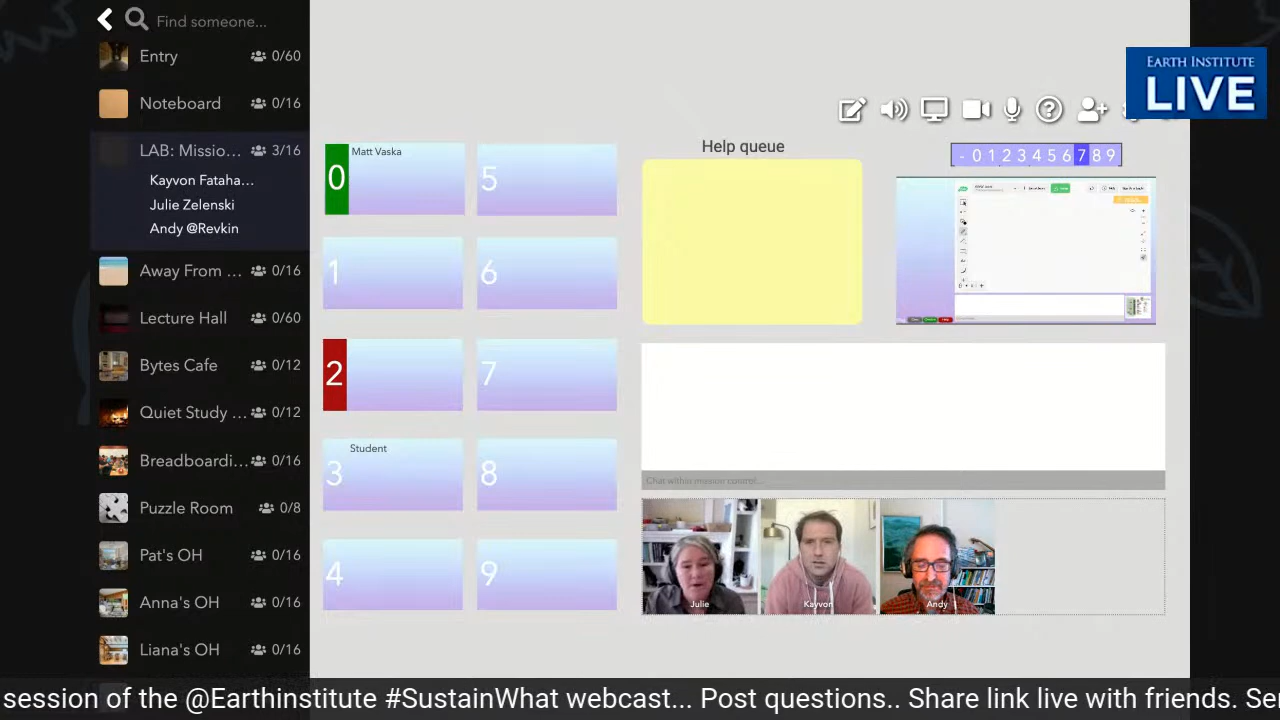 Find someone...
Entry 0/60
Noteboard 0/16
LAB: Missio... 3/16
Kayvon Fataha...
Julie Zelenski
Andy @Revkin
Away From ... 0/16
Lecture Hall 0/60
Bytes Cafe 0/12
Quiet Study ... 0/12
Breadboardi... 0/16
Puzzle Room 0/8
Pat's OH 0/16
Anna's OH 0/16
Liana's OH 0/16
EARTH INSTITUTE
LIVE
0 Matt Vaska
5
1
6
2
7
3 Student
8
4
9
Help queue
- 0 1 2 3 4 5 6 7 8 9
Chat within mission control...
Julie
Kayvon
Andy
session of the @Earthinstitute #SustainWhat webcast... Post questions.. Share link live with friends. Se